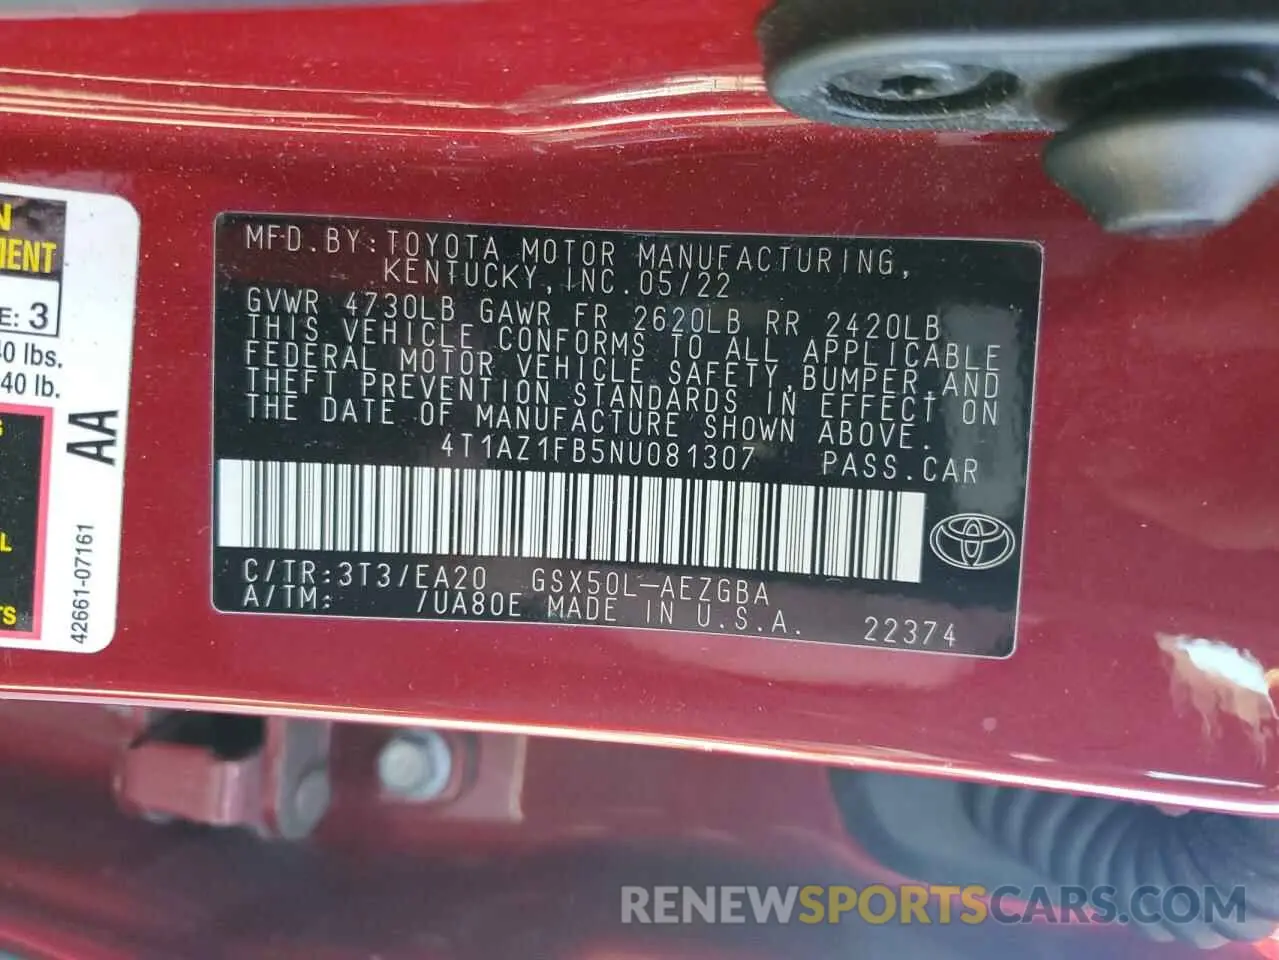 N
MENT
E: 3
40 lbs.
40 lb.
S
L
TS
AA
42661-07161
MFD.BY:TOYOTA MOTOR MANUFACTURING,
KENTUCKY,INC.05/22
GVWR 4730LB GAWR FR 2620LB RR 2420LB
THIS VEHICLE CONFORMS TO ALL APPLICABLE
FEDERAL MOTOR VEHICLE SAFETY,BUMPER,AND
THEFT PREVENTION STANDARDS IN EFFECT ON
THE DATE OF MANUFACTURE SHOWN ABOVE.
4T1AZ1FB5NU081307 PASS.CAR
C/TR:3T3/EA20 GSX50L-AEZGBA
A/TM: 7UA80E MADE IN U.S.A. 22374
RENEWSPORTSCARS.COM